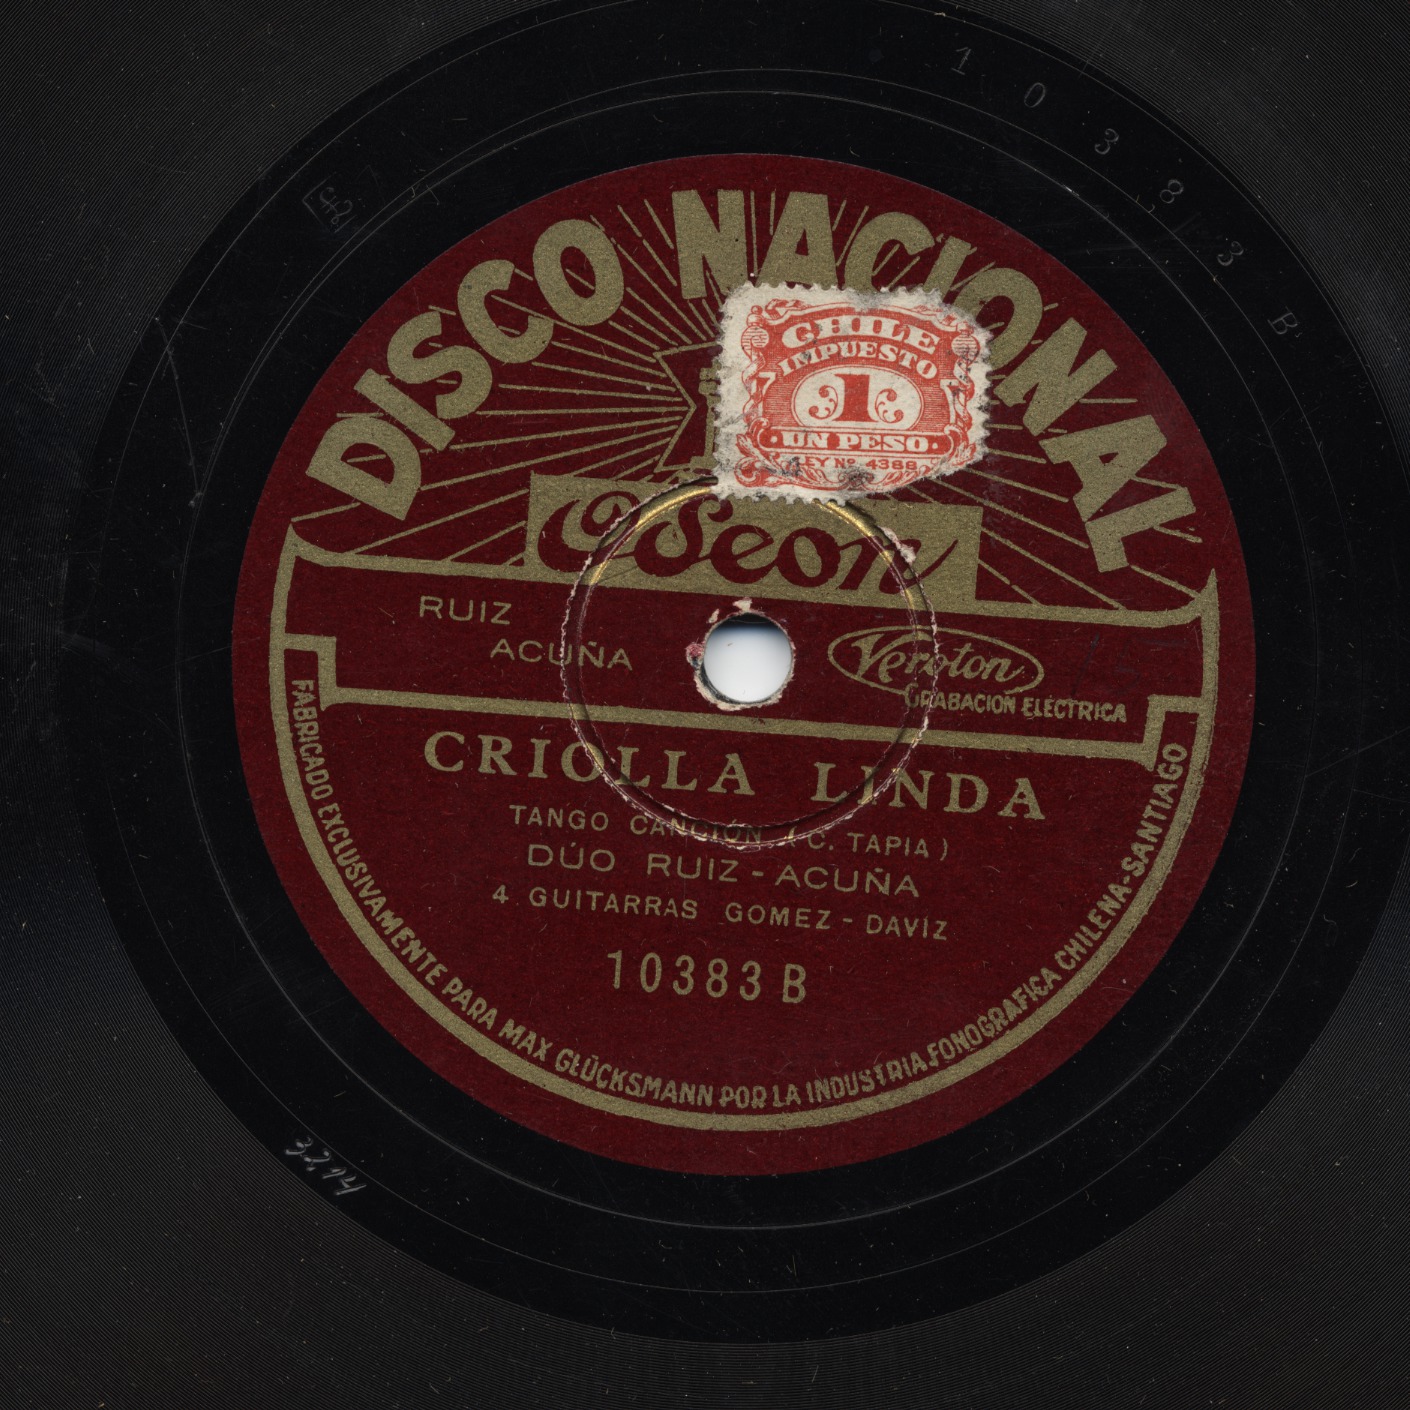 DISCO NACIONAL
CHILE
IMPUESTO
1
UN PESO
LEY Nº 4388
Odeon
RUIZ
ACUÑA
Veroton
GRABACION ELECTRICA
CRIOLLA LINDA
TANGO CANCIÓN (C. TAPIA)
DÚO RUIZ - ACUÑA
4 GUITARRAS GOMEZ - DAVIZ
10383 B
FABRICADO EXCLUSIVAMENTE PARA MAX GLÜCKSMANN POR LA INDUSTRIA FONOGRAFICA CHILENA-SANTIAGO
10383 B